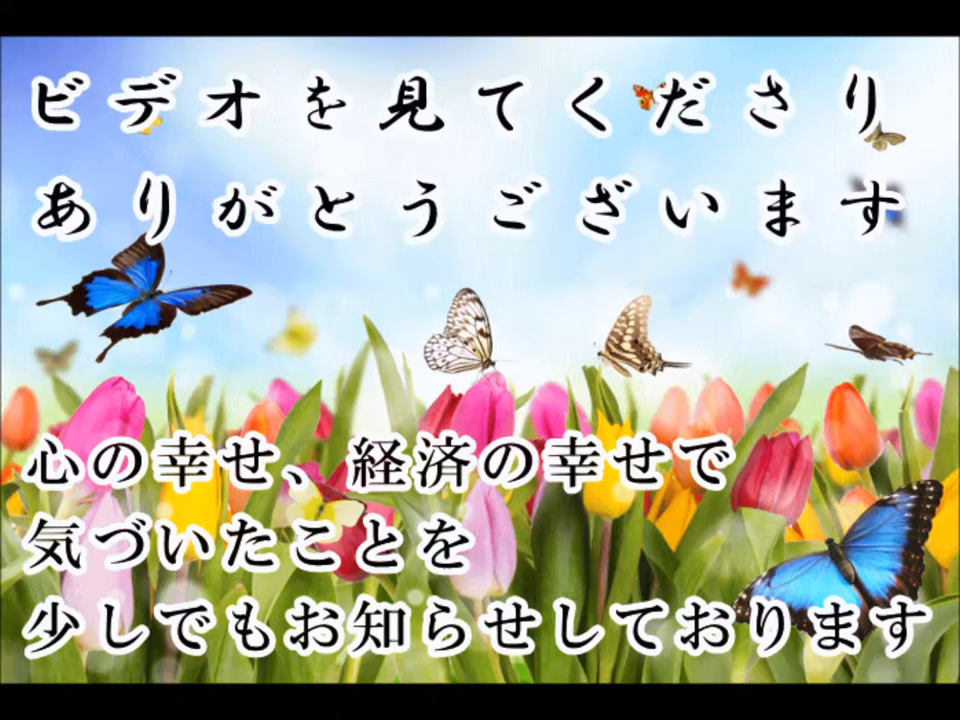 ビデオを見てくださり
ありがとうございます
心の幸せ、経済の幸せで
気づいたことを
少しでもお知らせしております